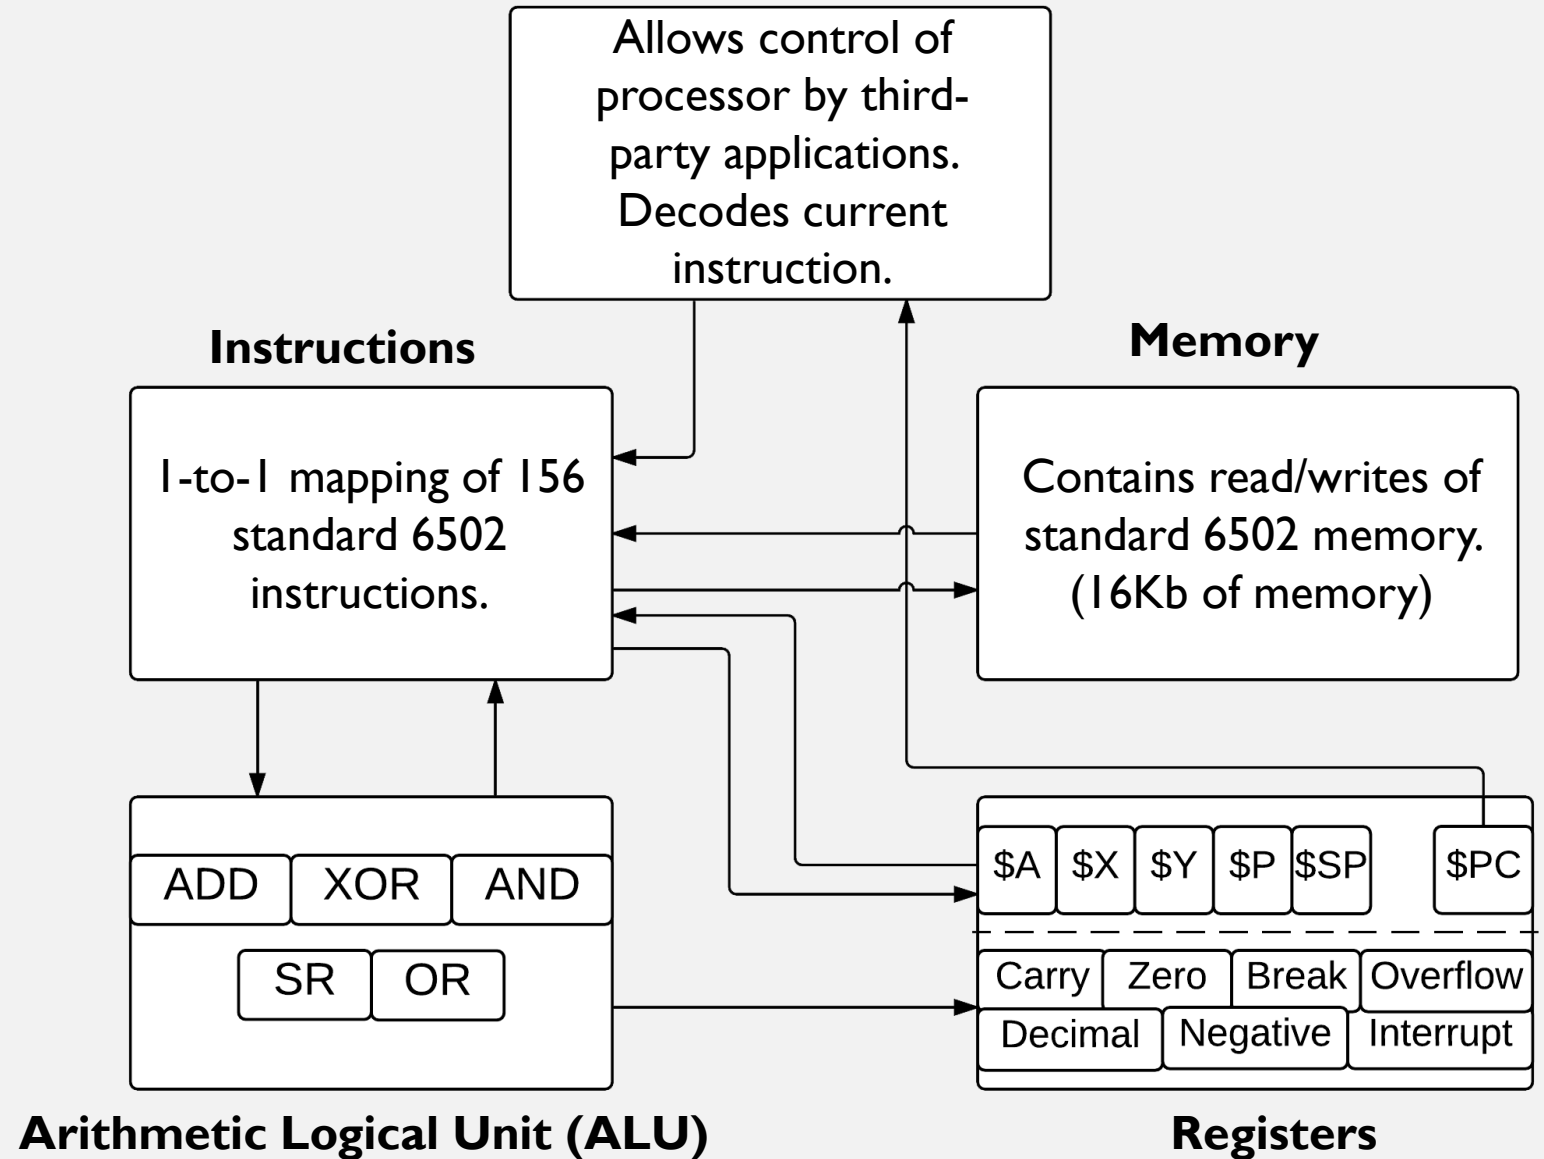 Allows control of
processor by third-
party applications.
Decodes current
instruction.
Instructions
Memory
1-to-1 mapping of 156
standard 6502
instructions.
Contains read/writes of
standard 6502 memory.
(16Kb of memory)
ADD XOR AND
SR OR
$A $X $Y $P $SP $PC
Carry Zero Break Overflow
Decimal Negative Interrupt
Arithmetic Logical Unit (ALU)
Registers